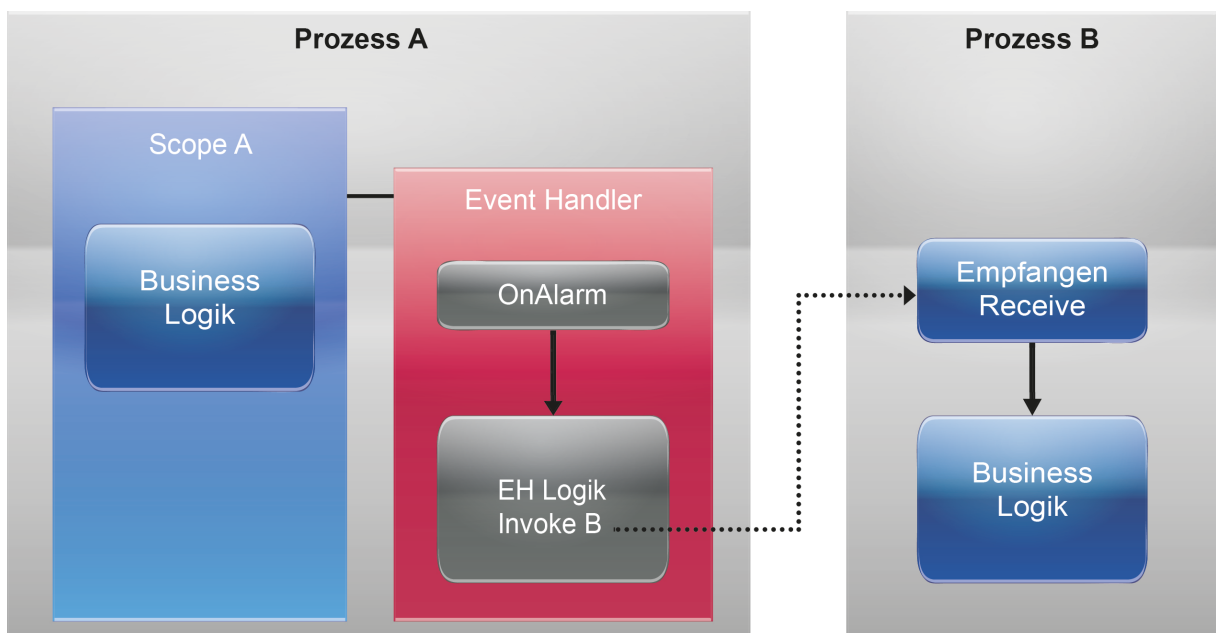 Prozess A
Scope A
Business
Logik
Event Handler
OnAlarm
EH Logik
Invoke B
Prozess B
Empfangen
Receive
Business
Logik